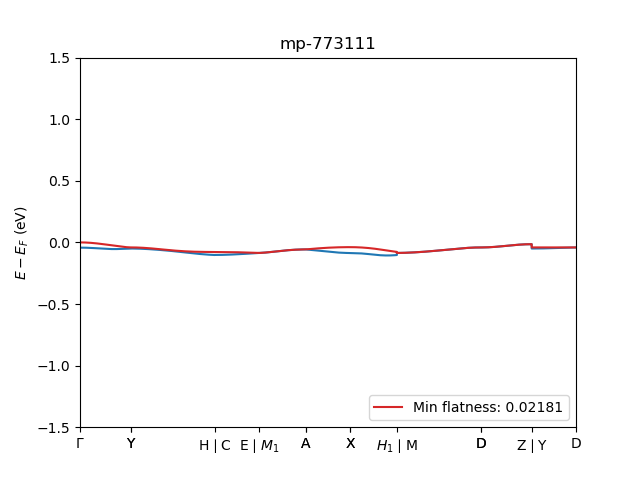 mp-773111
1.5
1.0
0.5
0.0
−0.5
−1.0
−1.5
E − E_F (eV)
Min flatness: 0.02181
Γ Y H | C E | M₁ A X H₁ | M D Z | Y D